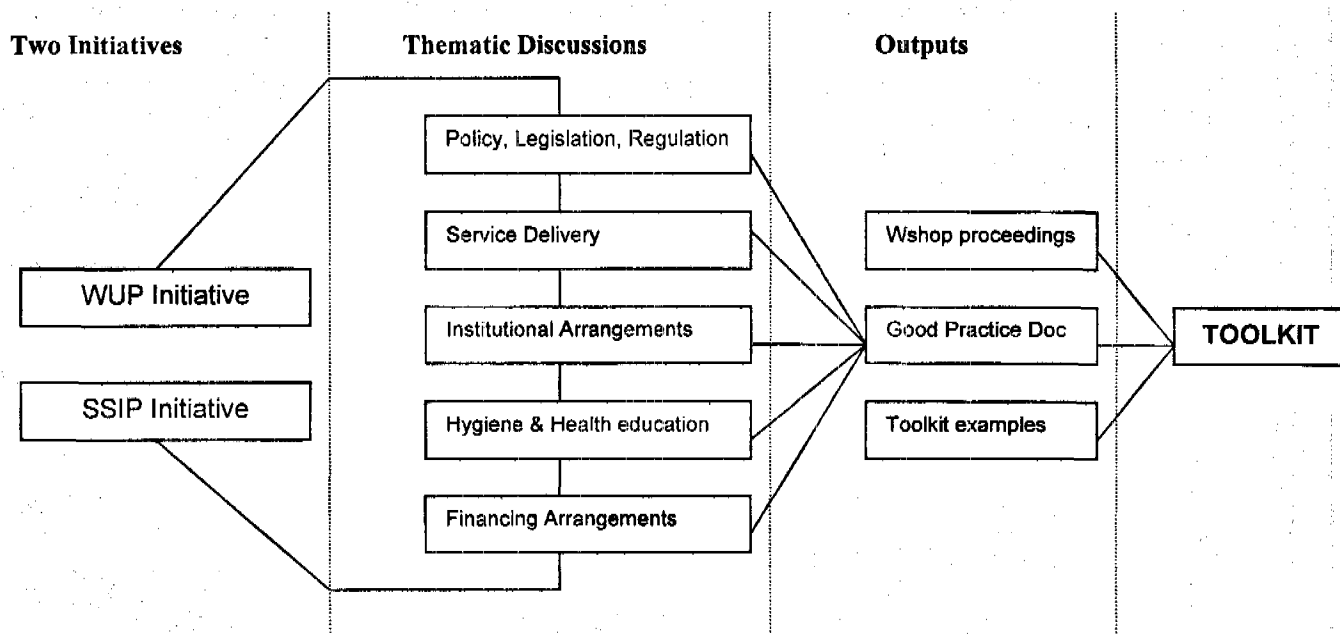 Two Initiatives
Thematic Discussions
Outputs
Policy, Legislation, Regulation
Service Delivery
Wshop proceedings
WUP Initiative
Institutional Arrangements
Good Practice Doc
TOOLKIT
SSIP Initiative
Hygiene & Health education
Toolkit examples
Financing Arrangements